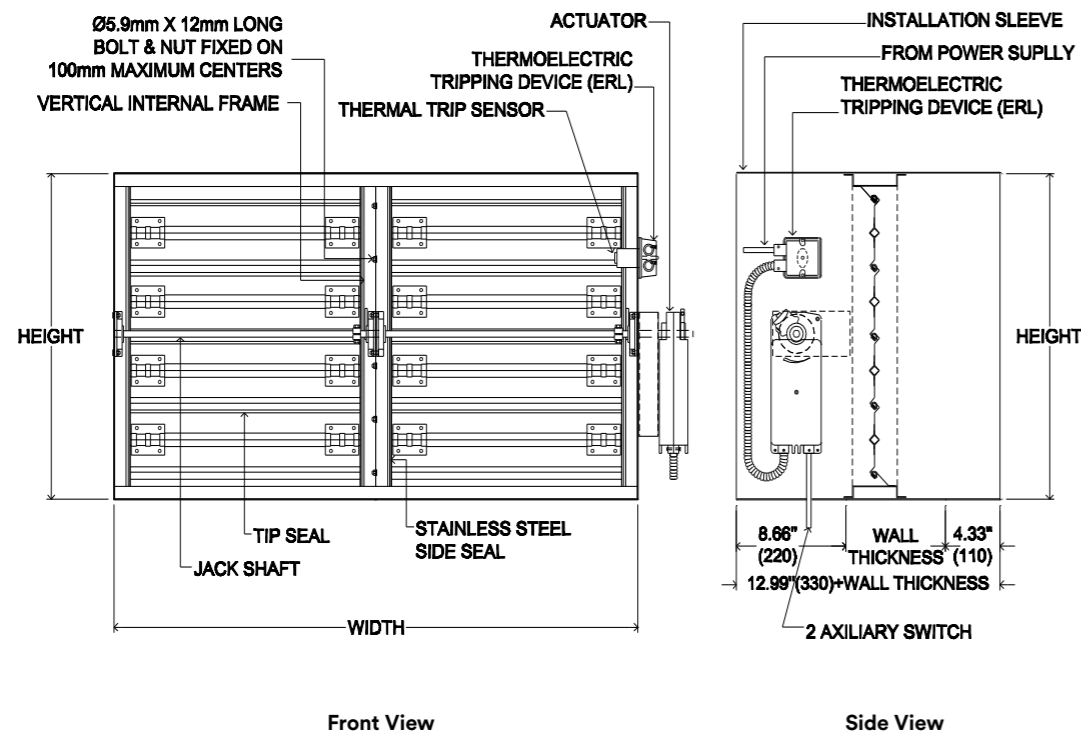 Ø5.9mm X 12mm LONG
BOLT & NUT FIXED ON
100mm MAXIMUM CENTERS
VERTICAL INTERNAL FRAME
ACTUATOR
THERMOELECTRIC
TRIPPING DEVICE (ERL)
THERMAL TRIP SENSOR
HEIGHT
TIP SEAL
JACK SHAFT
STAINLESS STEEL
SIDE SEAL
WIDTH
Front View
INSTALLATION SLEEVE
FROM POWER SUPLLY
THERMOELECTRIC
TRIPPING DEVICE (ERL)
HEIGHT
8.66"
(220)
WALL
THICKNESS
4.33"
(110)
12.99"(330)+WALL THICKNESS
2 AXILIARY SWITCH
Side View